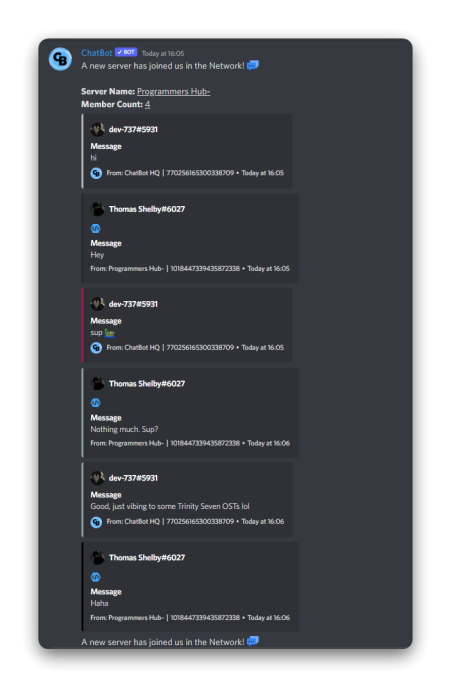 CB
ChatBot ✓ BOT Today at 16:05
A new server has joined us in the Network!
Server Name: Programmers Hub-
Member Count: 4
dev-737#5931
Message
hi
CB From: ChatBot HQ | 770256165300338709 • Today at 16:05
Thomas Shelby#6027
Message
Hey
From: Programmers Hub- | 1018447339435872338 • Today at 16:05
dev-737#5931
Message
sup
CB From: ChatBot HQ | 770256165300338709 • Today at 16:05
Thomas Shelby#6027
Message
Nothing much. Sup?
From: Programmers Hub- | 1018447339435872338 • Today at 16:06
dev-737#5931
Message
Good, just vibing to some Trinity Seven OSTs lol
CB From: ChatBot HQ | 770256165300338709 • Today at 16:06
Thomas Shelby#6027
Message
Haha
From: Programmers Hub- | 1018447339435872338 • Today at 16:06
A new server has joined us in the Network!